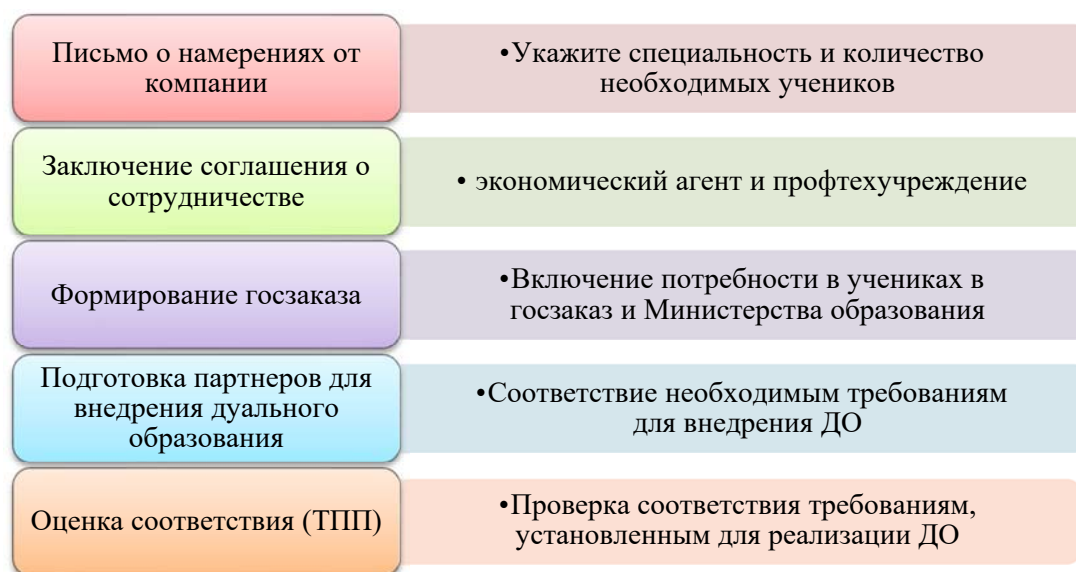 Письмо о намерениях от
компании
•Укажите специальность и количество
необходимых учеников
Заключение соглашения о
сотрудничестве
• экономический агент и профтехучреждение
Формирование госзаказа
•Включение потребности в учениках в
госзаказ и Министерства образования
Подготовка партнеров для
внедрения дуального
образования
•Соответствие необходимым требованиям
для внедрения ДО
Оценка соответствия (ТПП)
•Проверка соответствия требованиям,
установленным для реализации ДО